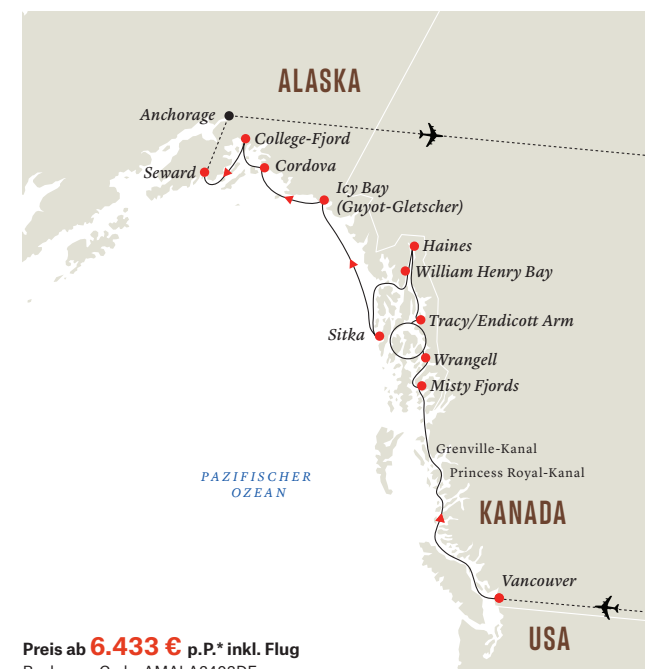 ALASKA
Anchorage
College-Fjord
Cordova
Seward
Icy Bay
(Guyot-Gletscher)
Haines
William Henry Bay
Tracy/Endicott Arm
Sitka
Wrangell
Misty Fjords
Grenville-Kanal
Princess Royal-Kanal
PAZIFISCHER
OZEAN
KANADA
Vancouver
USA
Preis ab 6.433 € p.P.* inkl. Flug